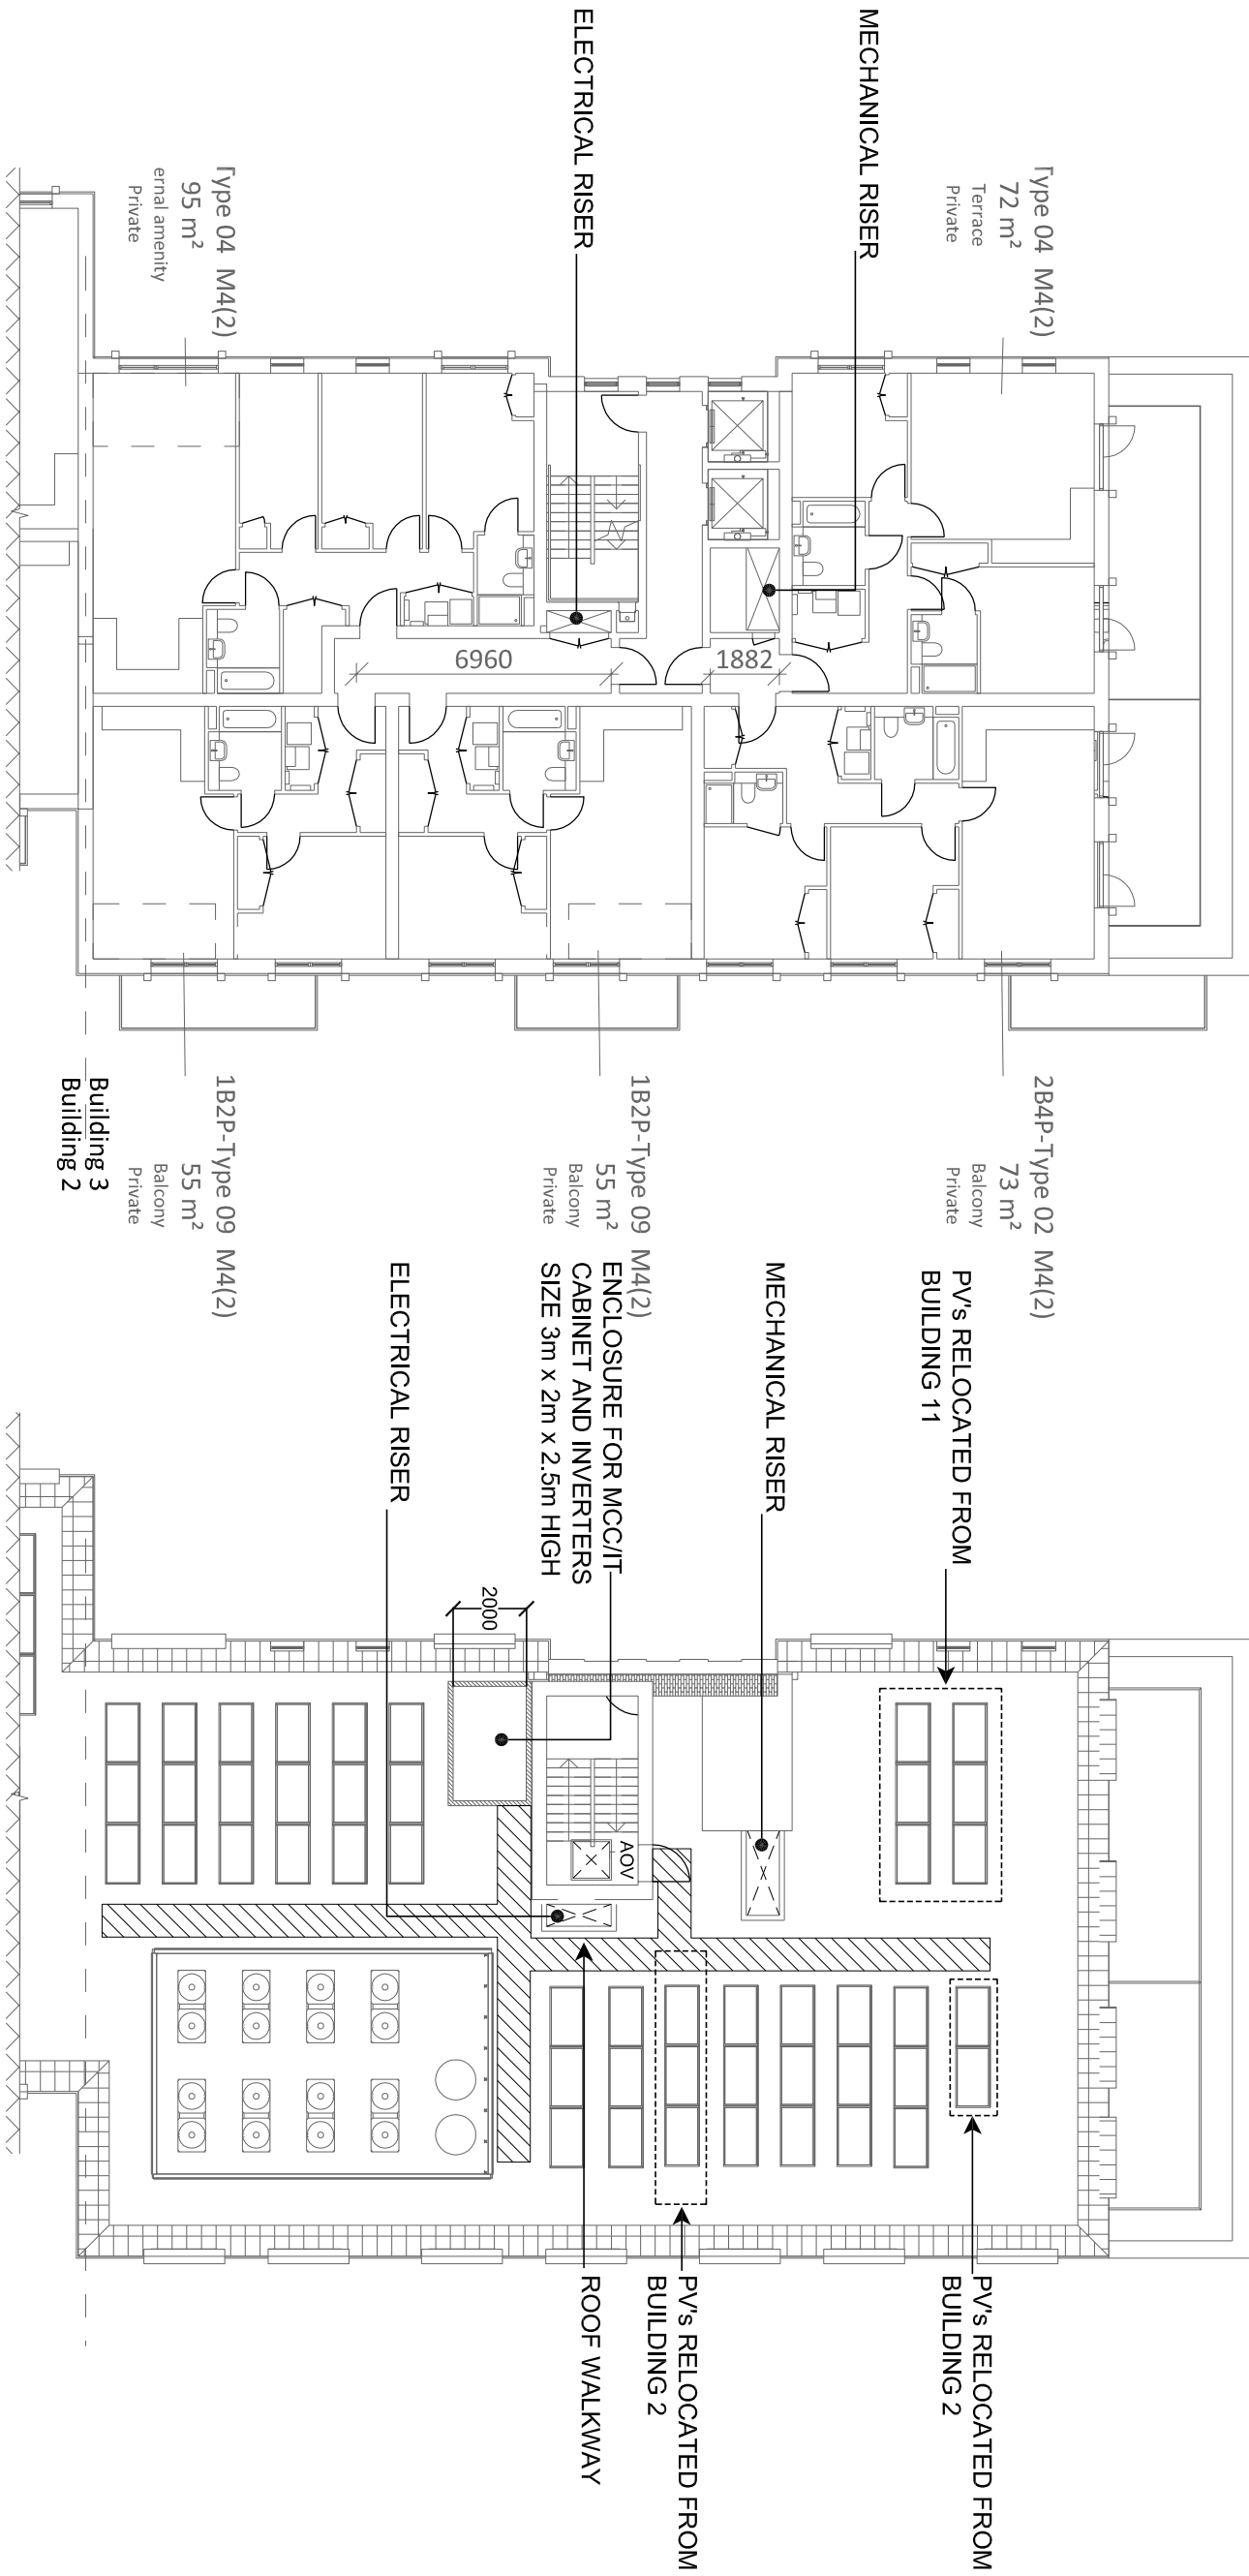 MECHANICAL RISER
ELECTRICAL RISER
Type 04 M4(2)
72 m²
Terrace
Private
Type 04 M4(2)
95 m²
ernal amenity
Private
6960
1882
2B4P-Type 02 M4(2)
73 m²
Balcony
Private
1B2P-Type 09 M4(2)
55 m²
Balcony
Private
1B2P-Type 09 M4(2)
55 m²
Balcony
Private
Building 3
Building 2
PV's RELOCATED FROM
BUILDING 11
MECHANICAL RISER
ENCLOSURE FOR MCC/IT
CABINET AND INVERTERS
SIZE 3m x 2m x 2.5m HIGH
ELECTRICAL RISER
2000
AOV
PV's RELOCATED FROM
BUILDING 2
PV's RELOCATED FROM
BUILDING 2
ROOF WALKWAY